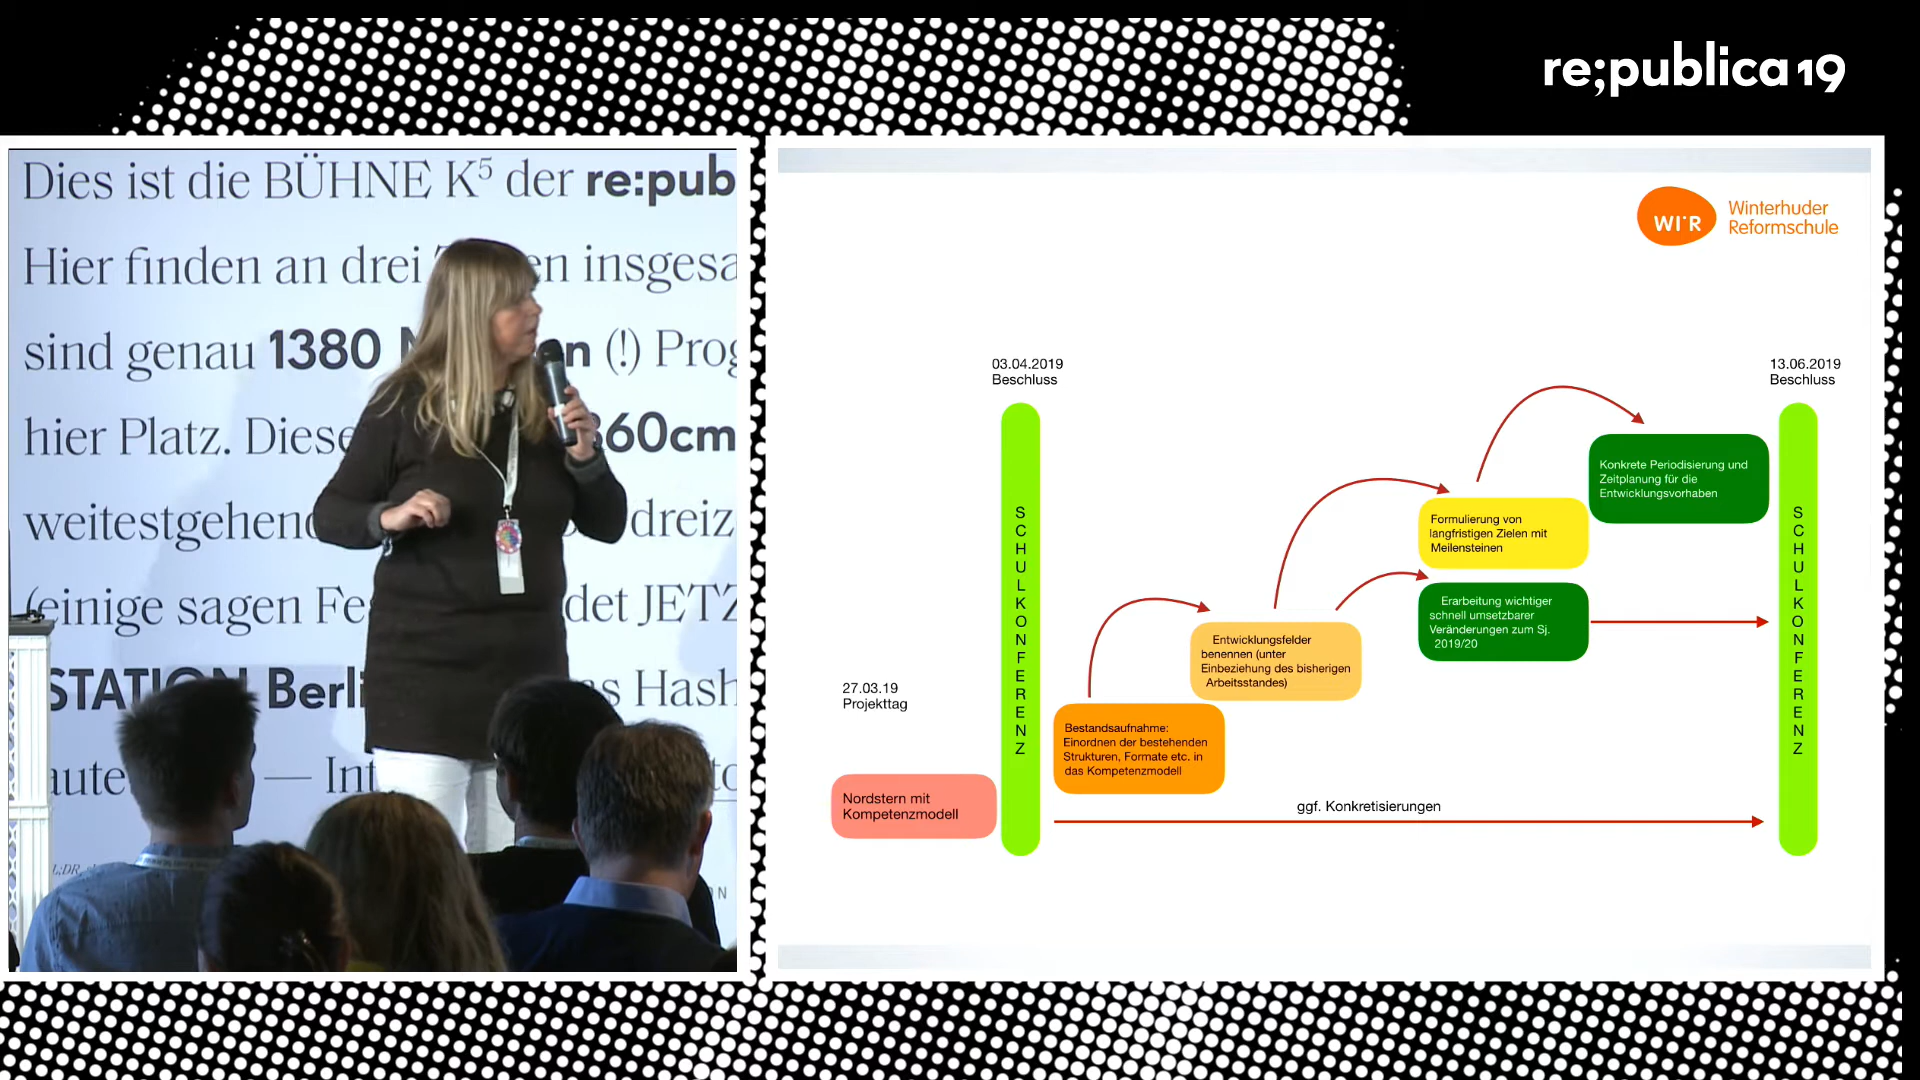 re;publica 19
Dies ist die BÜHNE K5 der re:pub
Hier finden an drei T en insgesa
sind genau 1380 n (!) Prog
hier Platz. Diese 360cm
weitestgehend dreiz
(einige sagen Fe det JETZ
STATION Berli s Hash
aute — Int
WI:R
Winterhuder
Reformschule
03.04.2019
Beschluss
13.06.2019
Beschluss
SCHULKONFERENZ
SCHULKONFERENZ
Konkrete Periodisierung und
Zeitplanung für die
Entwicklungsvorhaben
Formulierung von
langfristigen Zielen mit
Meilensteinen
Erarbeitung wichtiger
schnell umsetzbarer
Veränderungen zum Sj.
2019/20
Entwicklungsfelder
benennen (unter
Einbeziehung des bisherigen
Arbeitsstandes)
27.03.19
Projekttag
Bestandsaufnahme:
Einordnen der bestehenden
Strukturen, Formate etc. in
das Kompetenzmodell
Nordstern mit
Kompetenzmodell
ggf. Konkretisierungen